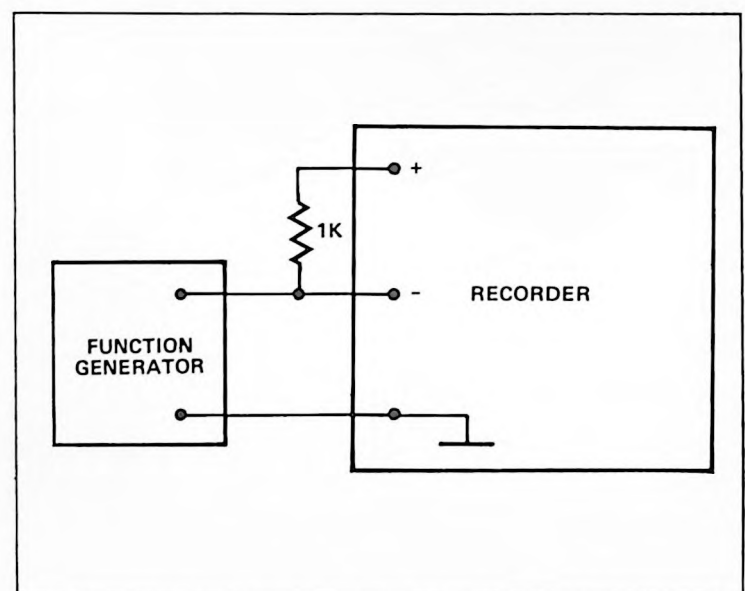 +
1K
-
RECORDER
FUNCTION
GENERATOR